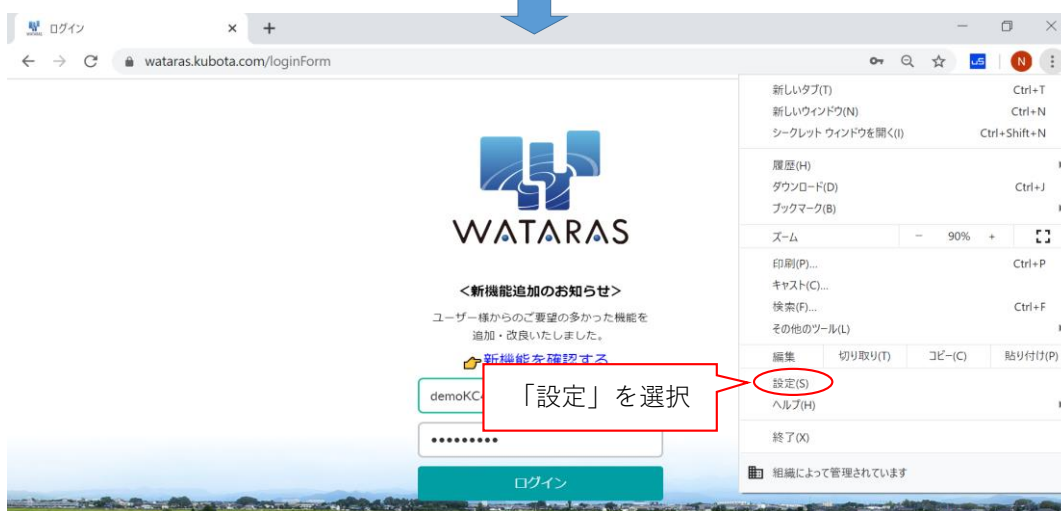 ログイン
wataras.kubota.com/loginForm
N
新しいタブ(T) Ctrl+T
新しいウィンドウ(N) Ctrl+N
シークレット ウィンドウを開く(I) Ctrl+Shift+N
履歴(H)
ダウンロード(D) Ctrl+J
ブックマーク(B)
ズーム － 90% +
印刷(P)... Ctrl+P
キャスト(C)...
検索(F)... Ctrl+F
その他のツール(L)
編集 切り取り(T) コピー(C) 貼り付け(P)
設定(S)
ヘルプ(H)
終了(X)
組織によって管理されています
WATARAS
<新機能追加のお知らせ>
ユーザー様からのご要望の多かった機能を
追加・改良いたしました。
新機能を確認する
demoKC
「設定」を選択
•••••••••
ログイン